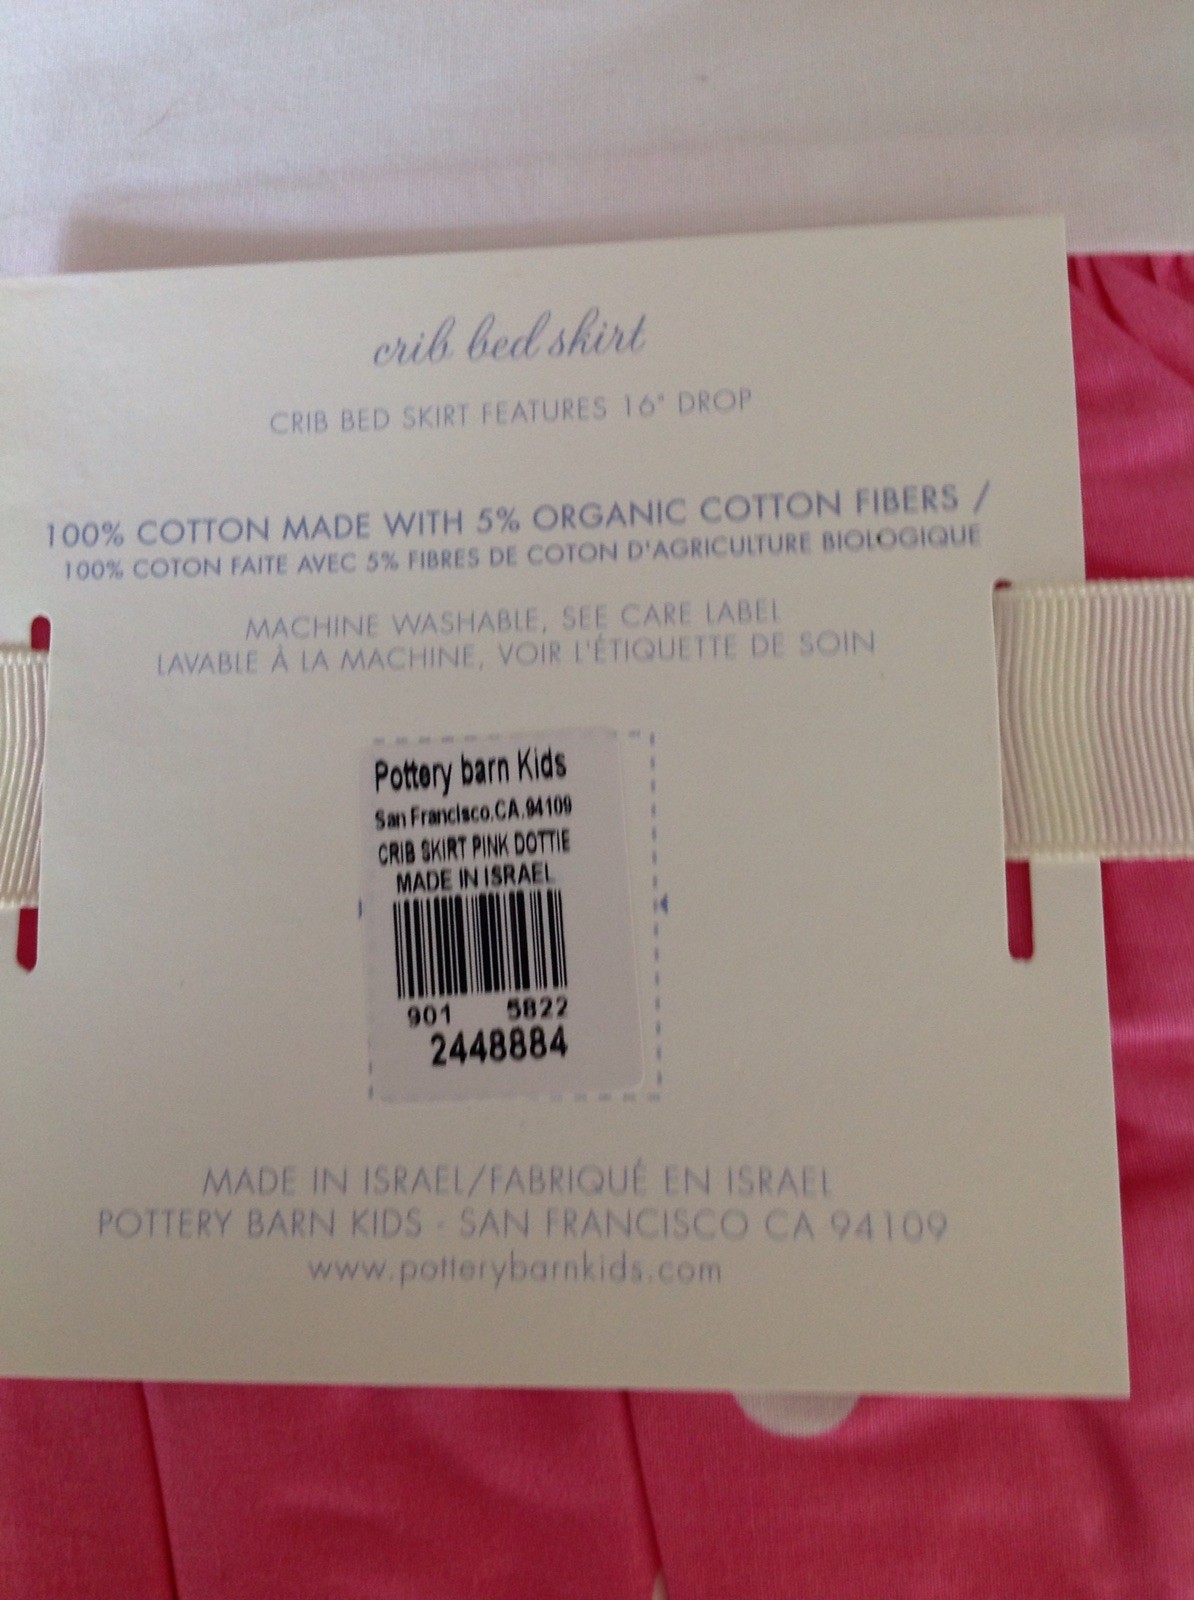 crib bed skirt
CRIB BED SKIRT FEATURES 16" DROP
100% COTTON MADE WITH 5% ORGANIC COTTON FIBERS /
100% COTON FAITE AVEC 5% FIBRES DE COTON D'AGRICULTURE BIOLOGIQUE
MACHINE WASHABLE, SEE CARE LABEL
LAVABLE À LA MACHINE, VOIR L'ÉTIQUETTE DE SOIN
Pottery barn Kids
San Francisco.CA.94109
CRIB SKIRT PINK DOTTIE
MADE IN ISRAEL
901 5822
2448884
MADE IN ISRAEL/FABRIQUÉ EN ISRAEL
POTTERY BARN KIDS · SAN FRANCISCO CA 94109
www.potterybarnkids.com